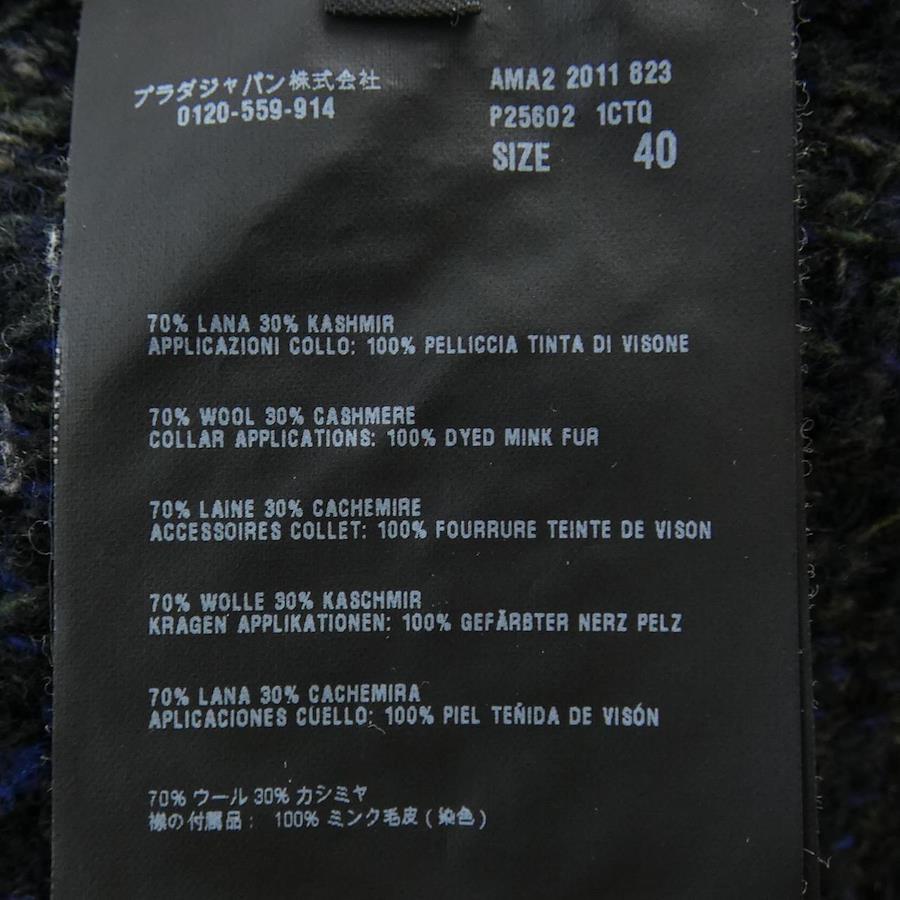 プラダジャパン株式会社
0120-559-914
AMA2 2011 823
P25602 1CTQ
SIZE 40
70% LANA 30% KASHMIR
APPLICAZIONI COLLO: 100% PELLICCIA TINTA DI VISONE
70% WOOL 30% CASHMERE
COLLAR APPLICATIONS: 100% DYED MINK FUR
70% LAINE 30% CACHEMIRE
ACCESSOIRES COLLET: 100% FOURRURE TEINTE DE VISON
70% WOLLE 30% KASCHMIR
KRAGEN APPLIKATIONEN: 100% GEFÄRBTER NERZ PELZ
70% LANA 30% CACHEMIRA
APLICACIONES CUELLO: 100% PIEL TEÑIDA DE VISÓN
70% ウール 30% カシミヤ
襟の付属品： 100% ミンク毛皮 (染色)